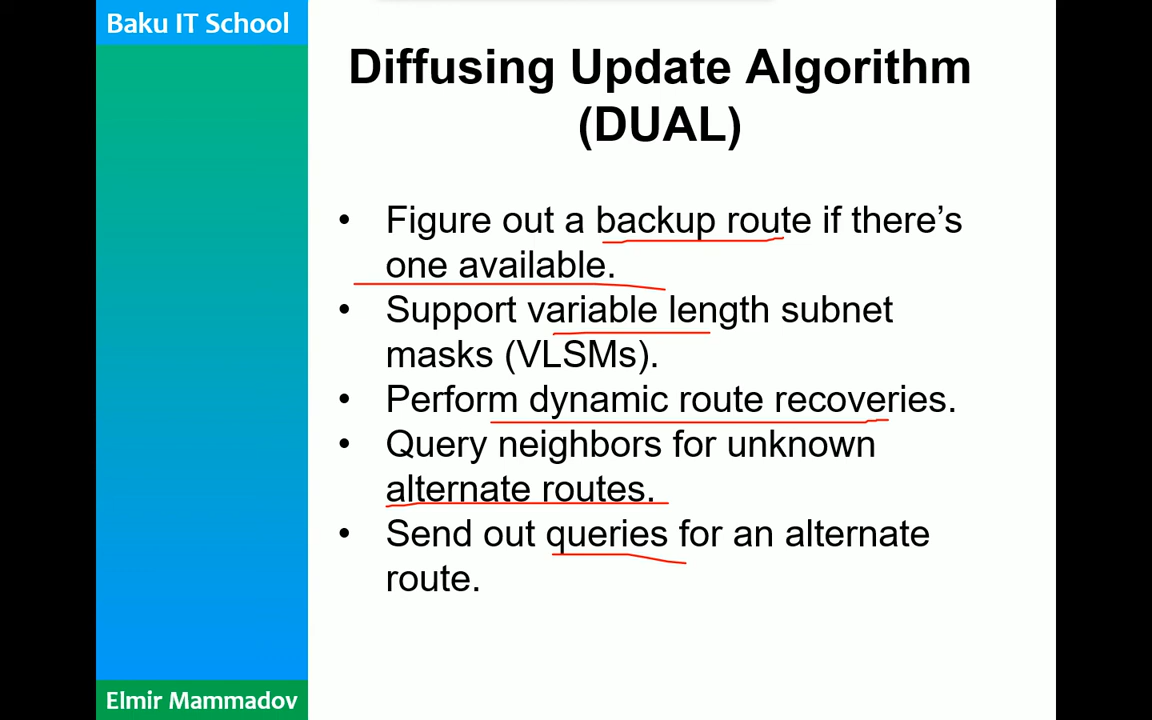 Baku IT School
Diffusing Update Algorithm
(DUAL)
• Figure out a backup route if there's
one available.
• Support variable length subnet
masks (VLSMs).
• Perform dynamic route recoveries.
• Query neighbors for unknown
alternate routes.
• Send out queries for an alternate
route.
Elmir Mammadov